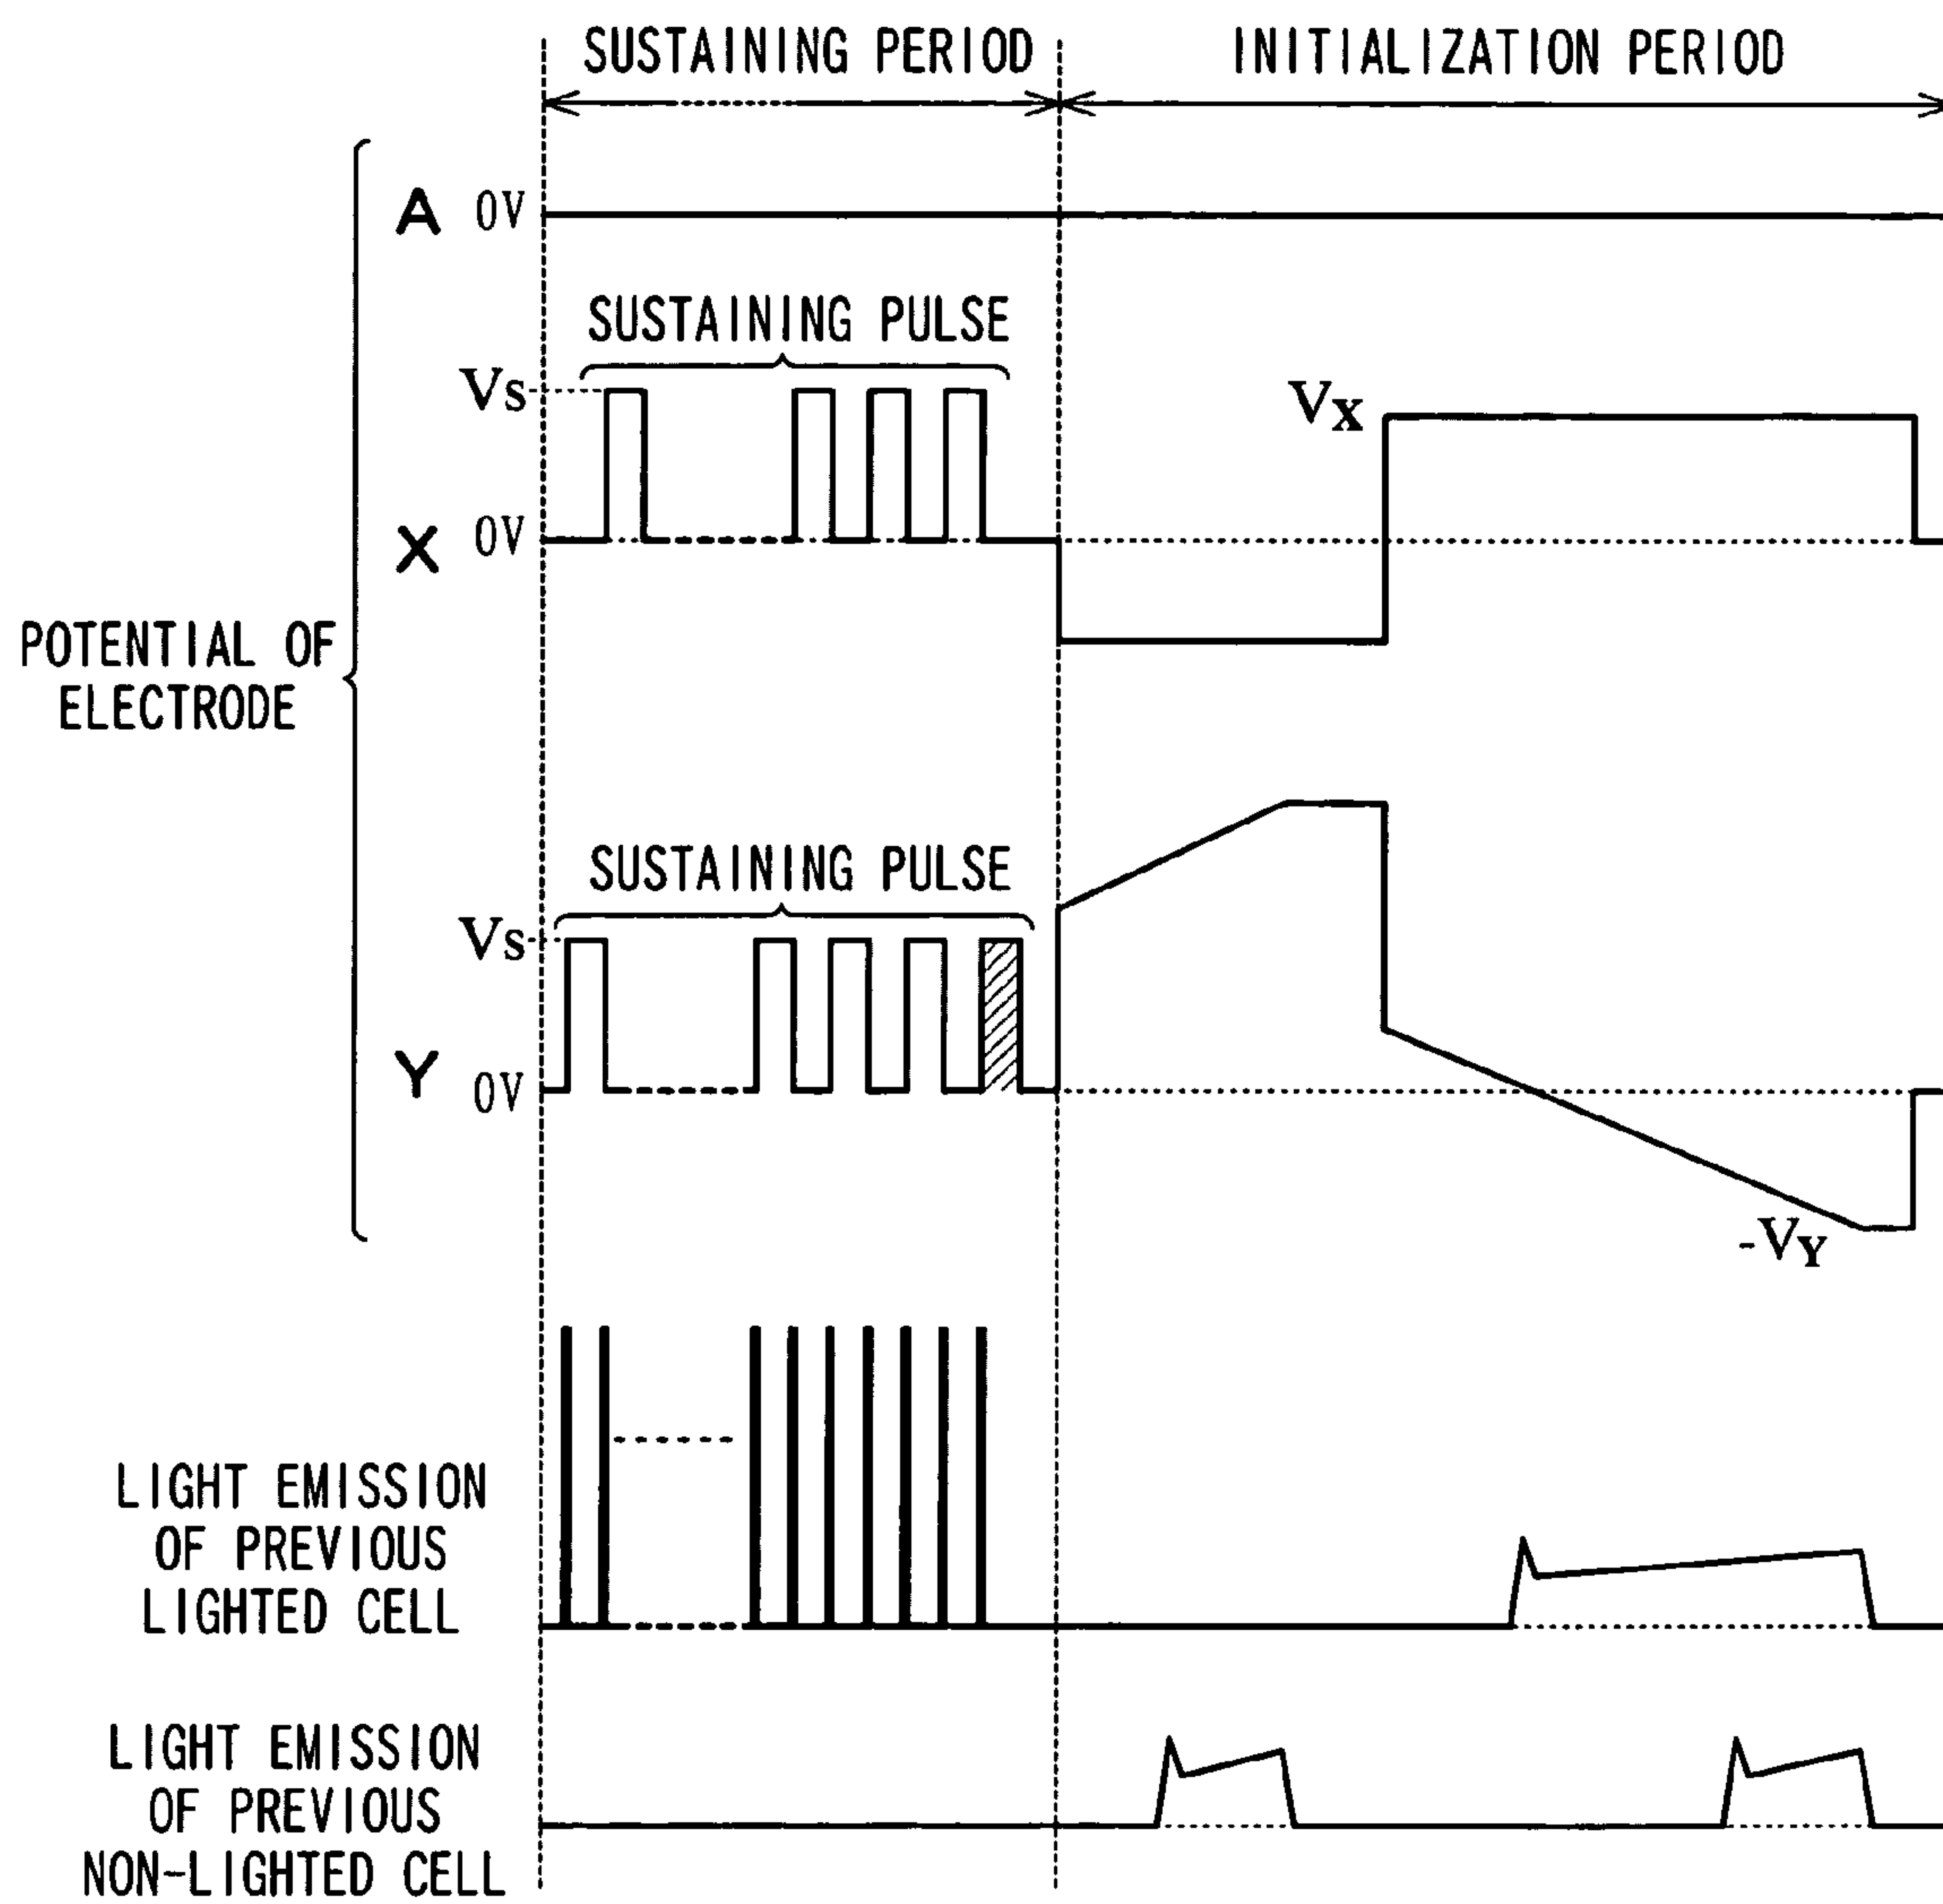 SUSTAINING PERIOD
INITIALIZATION PERIOD
A 0V
SUSTAINING PULSE
Vs
VX
X 0V
POTENTIAL OF
ELECTRODE
SUSTAINING PULSE
Vs
Y 0V
-VY
LIGHT EMISSION
OF PREVIOUS
LIGHTED CELL
LIGHT EMISSION
OF PREVIOUS
NON-LIGHTED CELL